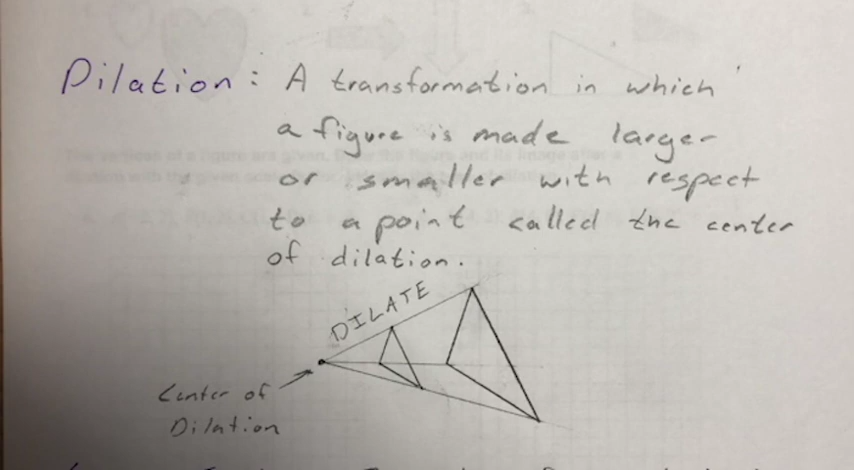 Dilation: A transformation in which
a figure is made larger
or smaller with respect
to a point called the center
of dilation.
DILATE
Center of
Dilation